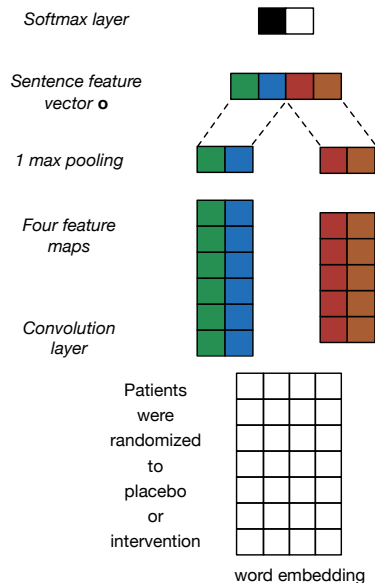 Softmax layer
Sentence feature
vector o
1 max pooling
Four feature
maps
Convolution
layer
Patients
were
randomized
to
placebo
or
intervention
word embedding